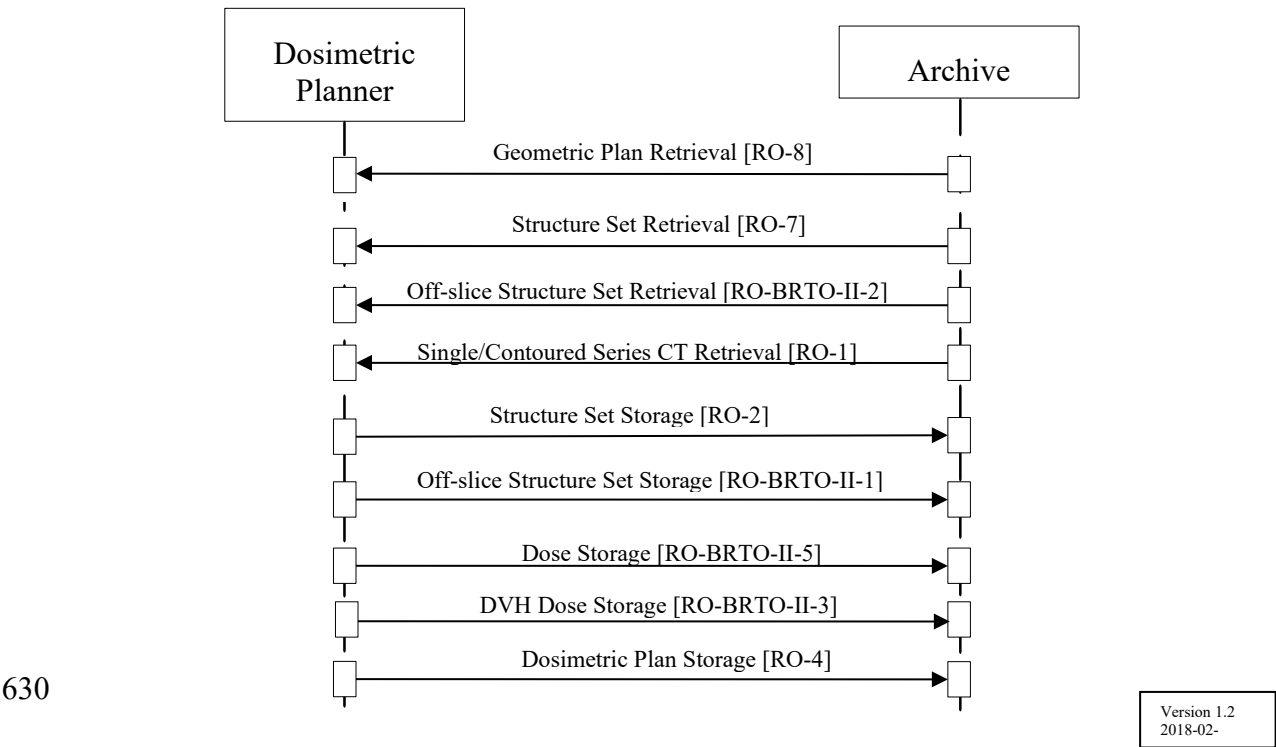 Dosimetric
Planner
Archive
Geometric Plan Retrieval [RO-8]
Structure Set Retrieval [RO-7]
Off-slice Structure Set Retrieval [RO-BRTO-II-2]
Single/Contoured Series CT Retrieval [RO-1]
Structure Set Storage [RO-2]
Off-slice Structure Set Storage [RO-BRTO-II-1]
Dose Storage [RO-BRTO-II-5]
DVH Dose Storage [RO-BRTO-II-3]
Dosimetric Plan Storage [RO-4]
630
Version 1.2
2018-02-